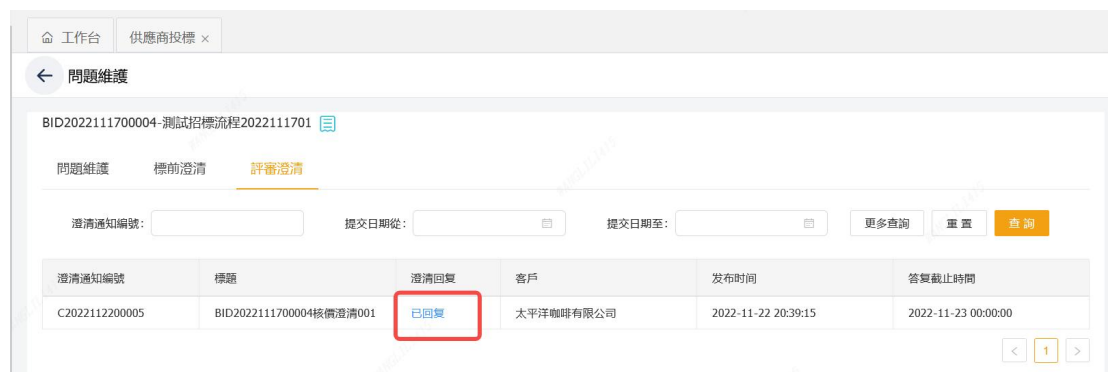 工作台 供應商投標 ×
問題維護
BID2022111700004-測試招標流程2022111701
問題維護 標前澄清 評審澄清
澄清通知編號: 提交日期從: 提交日期至: 更多查詢 重置 查詢
澄清通知編號 標題 澄清回复 客戶 发布时间 答复截止時間
C2022112200005 BID2022111700004核價澄清001 已回复 太平洋咖啡有限公司 2022-11-22 20:39:15 2022-11-23 00:00:00
< 1 >